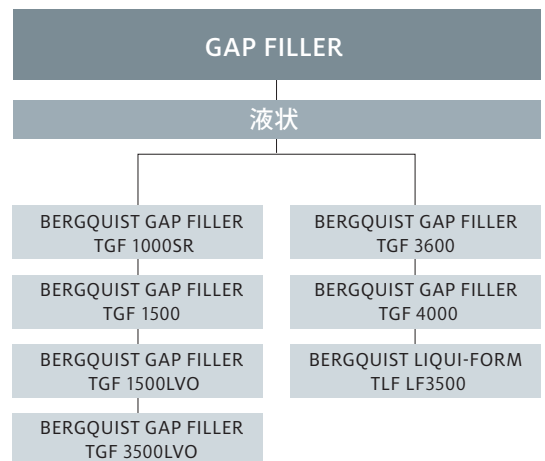 GAP FILLER
液状
BERGQUIST GAP FILLER
TGF 1000SR
BERGQUIST GAP FILLER
TGF 1500
BERGQUIST GAP FILLER
TGF 1500LVO
BERGQUIST GAP FILLER
TGF 3500LVO
BERGQUIST GAP FILLER
TGF 3600
BERGQUIST GAP FILLER
TGF 4000
BERGQUIST LIQUI-FORM
TLF LF3500